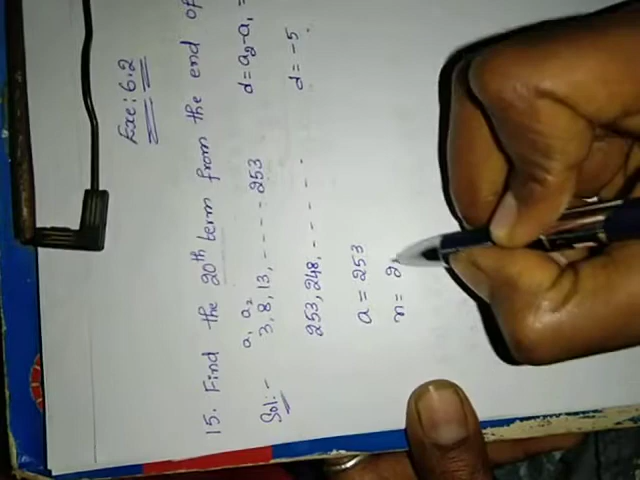 Exe: 6.2
15. Find the 20th term from the end of
a₁ a₂
Sol:- 3, 8, 13, - - - - - 253 d = a₂-a₁ =
253, 248, - - - - - - d = -5.
a = 253
n = 2